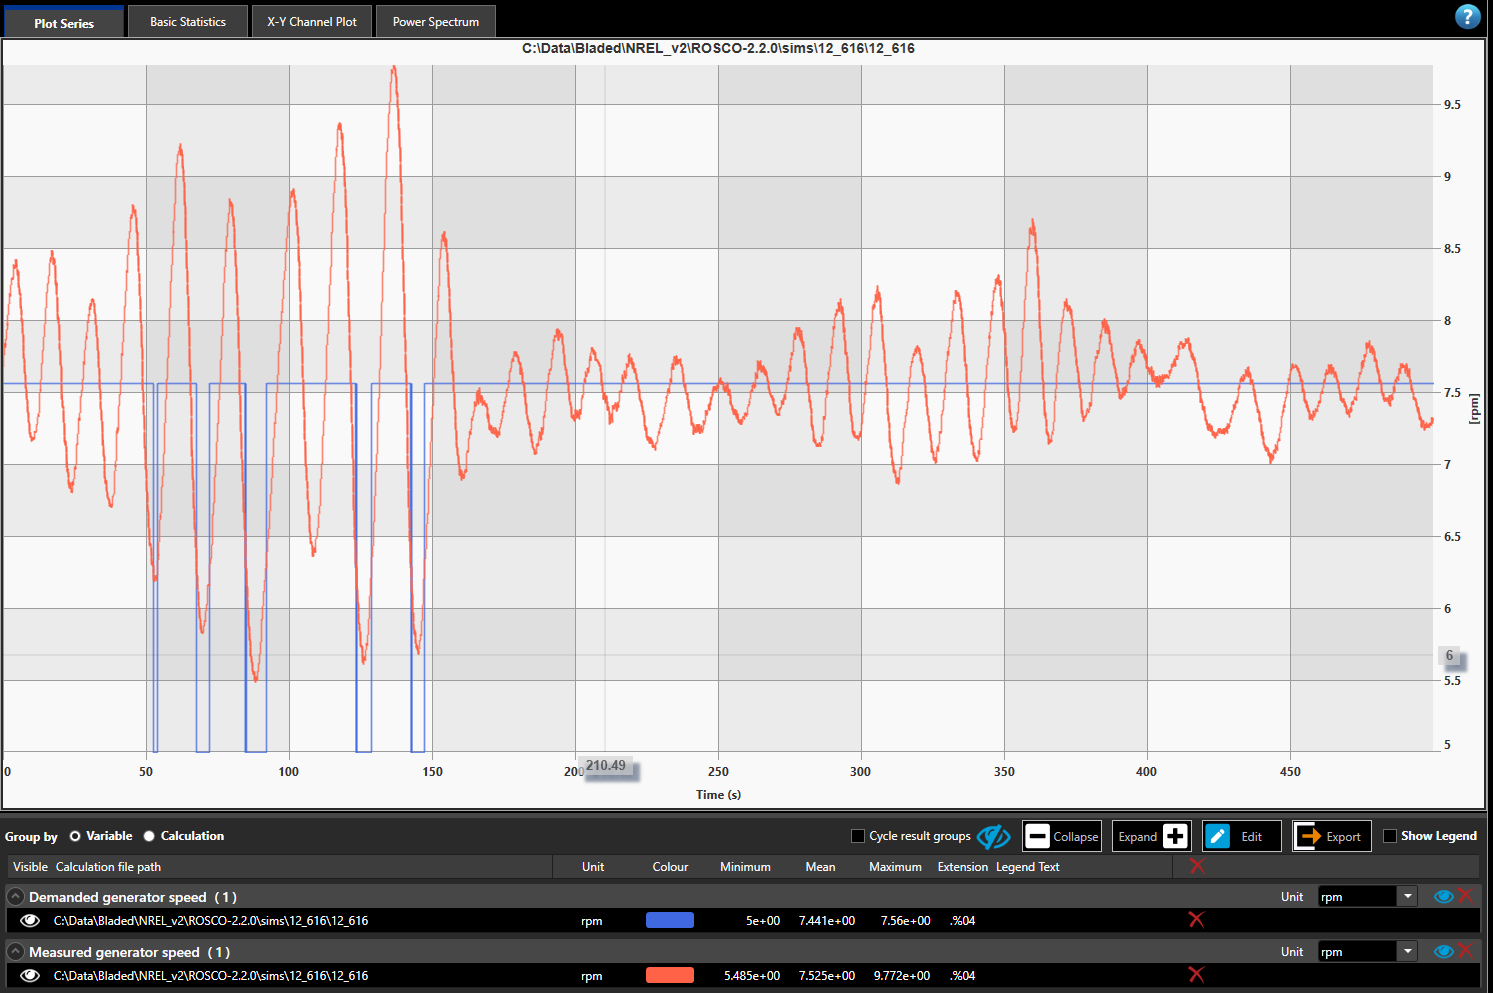 Plot Series Basic Statistics X-Y Channel Plot Power Spectrum ?
C:\Data\Bladed\NREL_v2\ROSCO-2.2.0\sims\12_616\12_616
9.5
9
8.5
8
7.5
[rpm]
7
6.5
6
6
5.5
5
0 50 100 150 200 210.49 250 300 350 400 450
Time (s)
Group by Variable Calculation Cycle result groups Collapse Expand Edit Export Show Legend
Visible Calculation file path Unit Colour Minimum Mean Maximum Extension Legend Text
Demanded generator speed ( 1 ) Unit rpm
C:\Data\Bladed\NREL_v2\ROSCO-2.2.0\sims\12_616\12_616 rpm 5e+00 7.441e+00 7.56e+00 .%04
Measured generator speed ( 1 ) Unit rpm
C:\Data\Bladed\NREL_v2\ROSCO-2.2.0\sims\12_616\12_616 rpm 5.485e+00 7.525e+00 9.772e+00 .%04